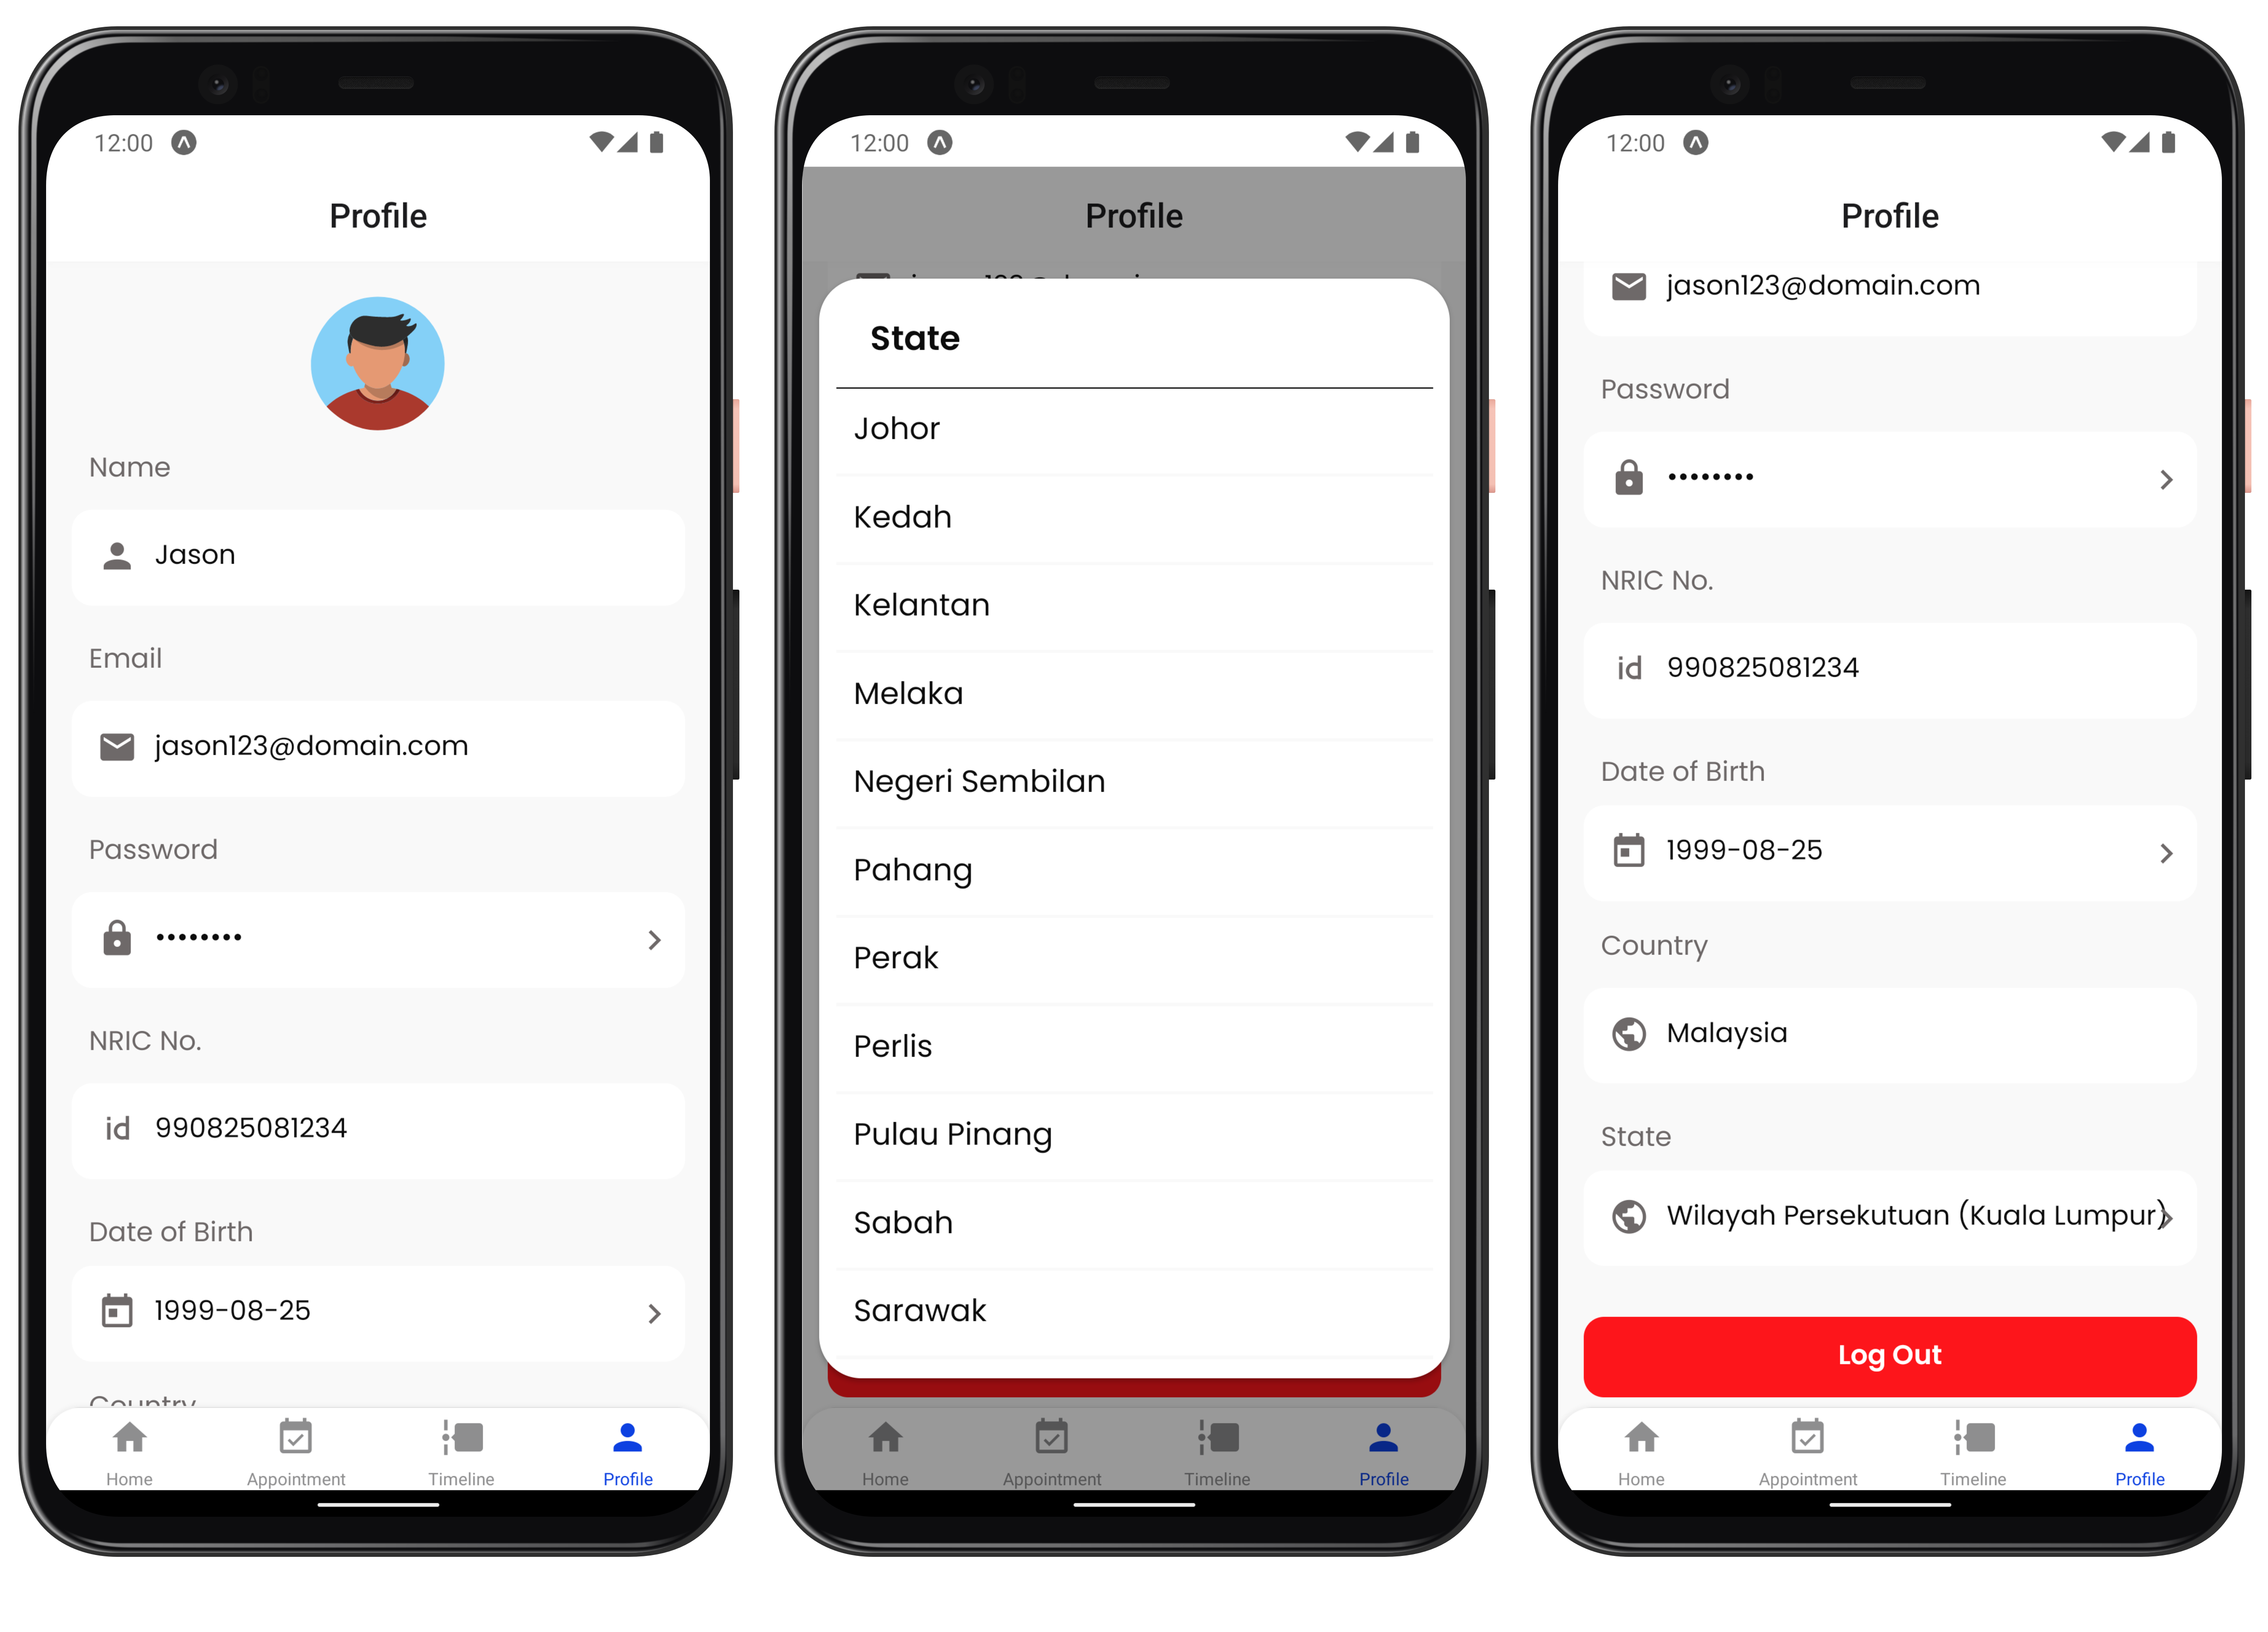 12:00
Profile
Name
Jason
Email
jason123@domain.com
Password
••••••••
NRIC No.
id 990825081234
Date of Birth
1999-08-25
Country
Home Appointment Timeline Profile
12:00
Profile
State
Johor
Kedah
Kelantan
Melaka
Negeri Sembilan
Pahang
Perak
Perlis
Pulau Pinang
Sabah
Sarawak
Home Appointment Timeline Profile
12:00
Profile
jason123@domain.com
Password
••••••••
NRIC No.
id 990825081234
Date of Birth
1999-08-25
Country
Malaysia
State
Wilayah Persekutuan (Kuala Lumpur)
Log Out
Home Appointment Timeline Profile